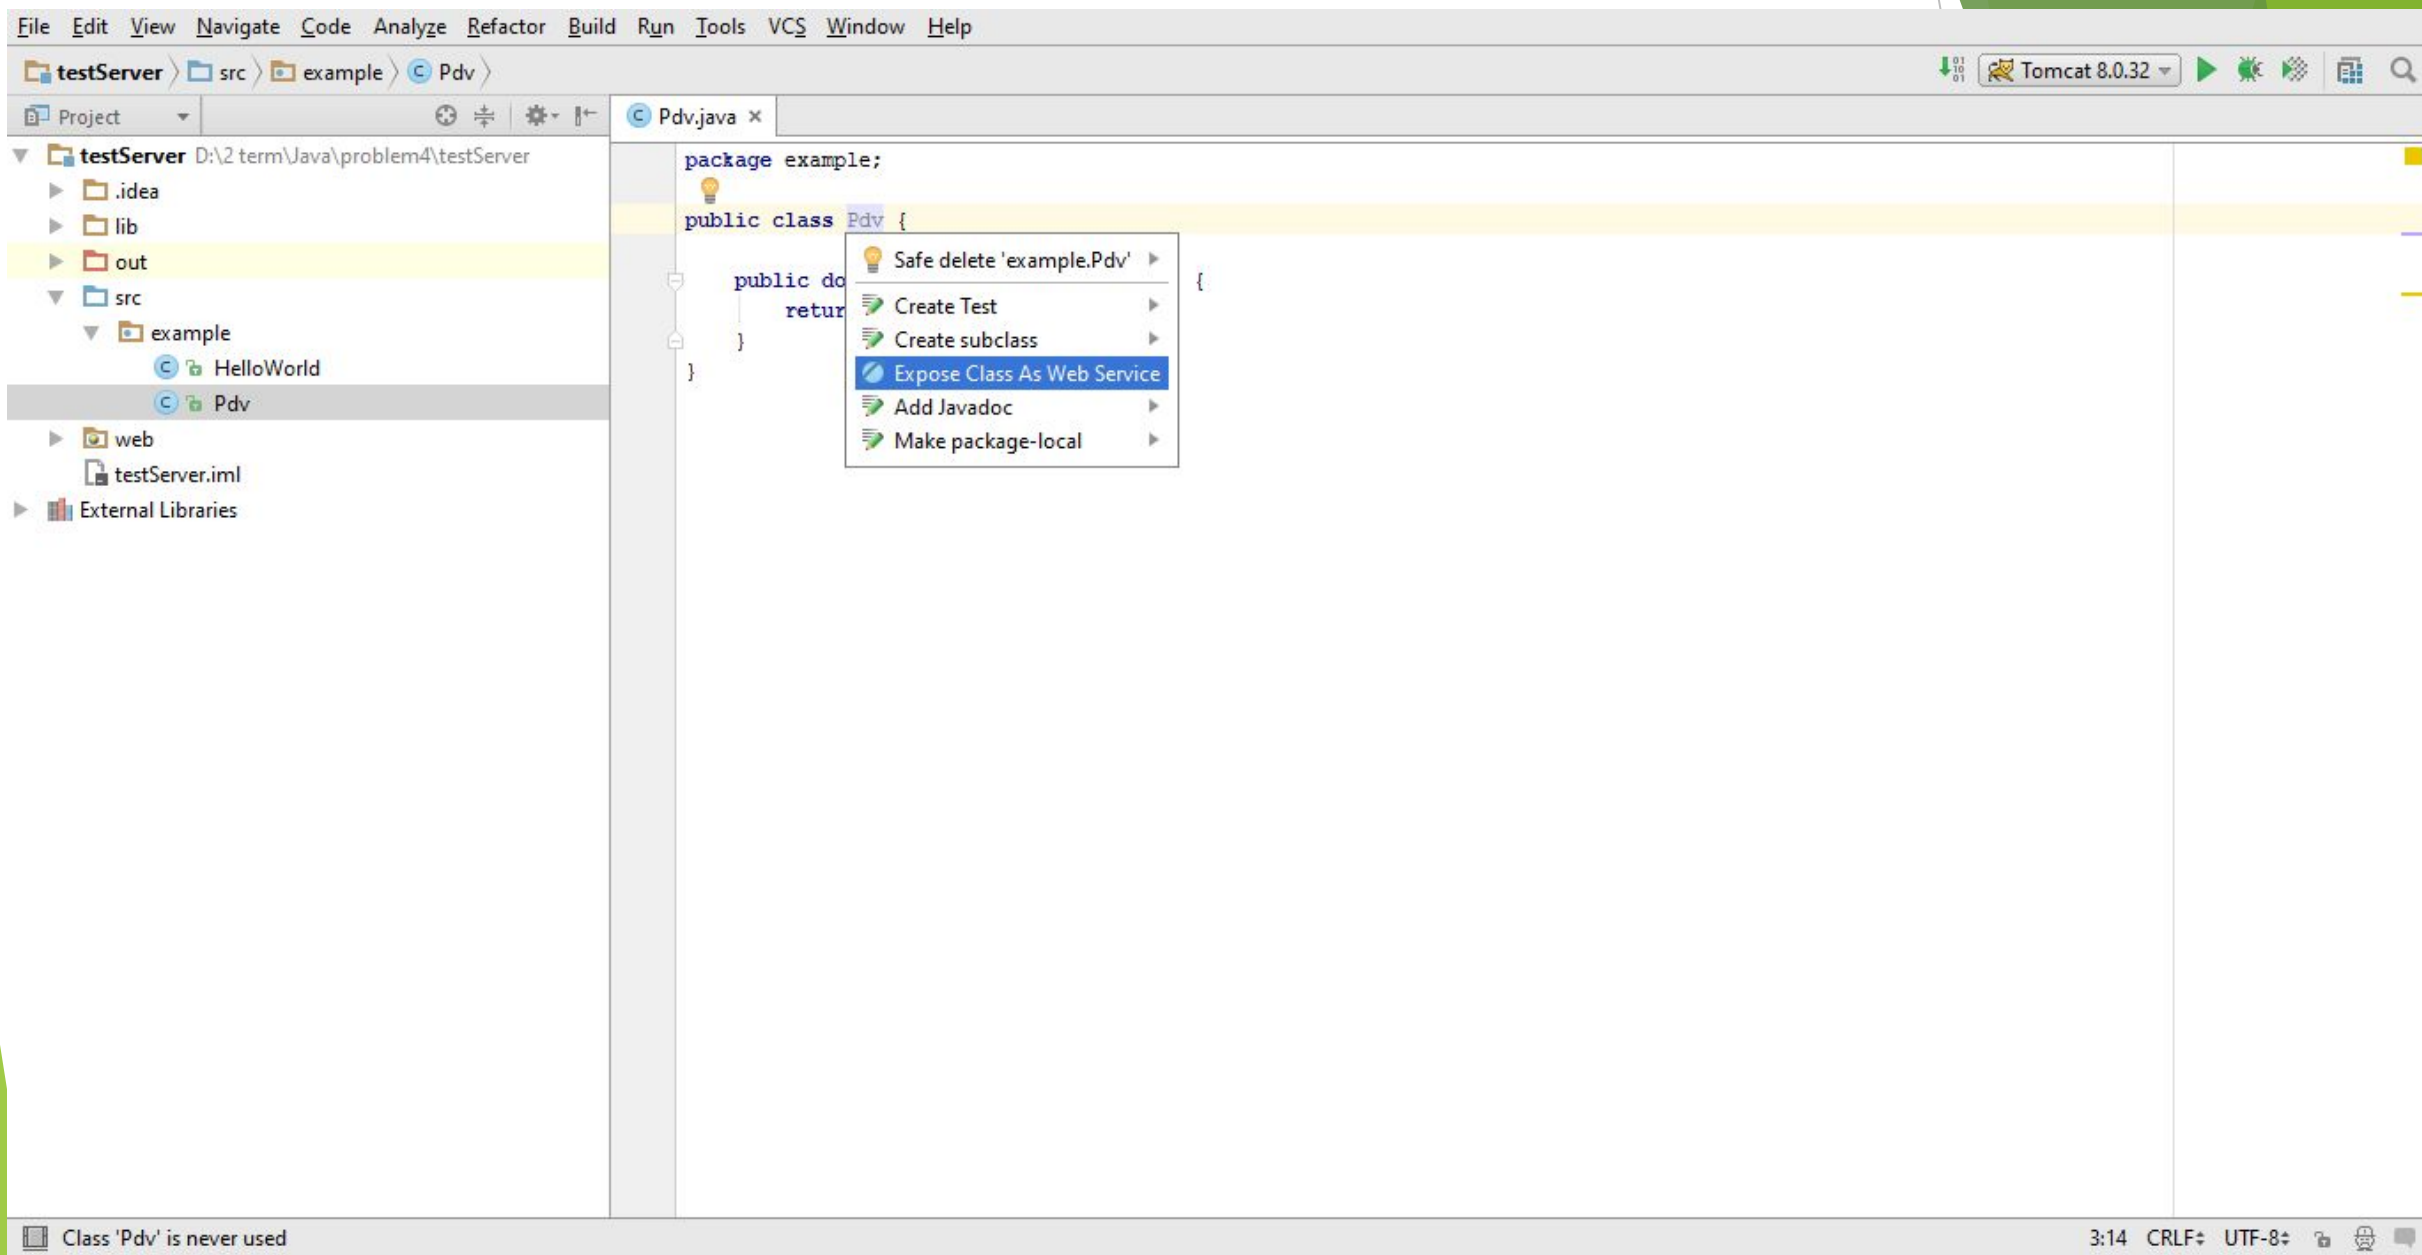 File Edit View Navigate Code Analyze Refactor Build Run Tools VCS Window Help
testServer src example Pdv
Tomcat 8.0.32
Project
Pdv.java
testServer D:\2 term\Java\problem4\testServer
.idea
lib
out
src
example
HelloWorld
Pdv
web
testServer.iml
External Libraries
package example;
public class Pdv {
public do {
retur
}
}
Safe delete 'example.Pdv'
Create Test
Create subclass
Expose Class As Web Service
Add Javadoc
Make package-local
Class 'Pdv' is never used
3:14 CRLF UTF-8